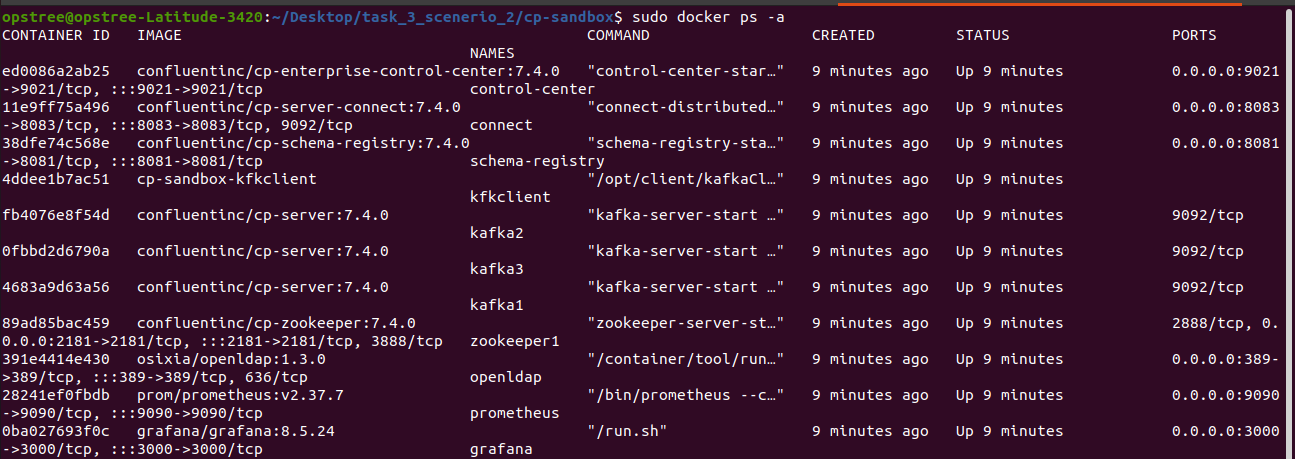 opstree@opstree-Latitude-3420:~/Desktop/task_3_scenerio_2/cp-sandbox$ sudo docker ps -a
CONTAINER ID   IMAGE                                             COMMAND                  CREATED         STATUS                  PORTS
                                                    NAMES
ed0086a2ab25   confluentinc/cp-enterprise-control-center:7.4.0   "control-center-star…"   9 minutes ago   Up 9 minutes            0.0.0.0:9021
->9021/tcp, :::9021->9021/tcp                       control-center
11e9ff75a496   confluentinc/cp-server-connect:7.4.0              "connect-distributed…"   9 minutes ago   Up 9 minutes            0.0.0.0:8083
->8083/tcp, :::8083->8083/tcp, 9092/tcp             connect
38dfe74c568e   confluentinc/cp-schema-registry:7.4.0             "schema-registry-sta…"   9 minutes ago   Up 9 minutes            0.0.0.0:8081
->8081/tcp, :::8081->8081/tcp                       schema-registry
4ddee1b7ac51   cp-sandbox-kfkclient                              "/opt/client/kafkaCl…"   9 minutes ago   Up 9 minutes
                                                    kfkclient
fb4076e8f54d   confluentinc/cp-server:7.4.0                      "kafka-server-start …"   9 minutes ago   Up 9 minutes            9092/tcp
                                                    kafka2
0fbbd2d6790a   confluentinc/cp-server:7.4.0                      "kafka-server-start …"   9 minutes ago   Up 9 minutes            9092/tcp
                                                    kafka3
4683a9d63a56   confluentinc/cp-server:7.4.0                      "kafka-server-start …"   9 minutes ago   Up 9 minutes            9092/tcp
                                                    kafka1
89ad85bac459   confluentinc/cp-zookeeper:7.4.0                   "zookeeper-server-st…"   9 minutes ago   Up 9 minutes            2888/tcp, 0.
0.0.0:2181->2181/tcp, :::2181->2181/tcp, 3888/tcp   zookeeper1
391e4414e430   osixia/openldap:1.3.0                             "/container/tool/run…"   9 minutes ago   Up 9 minutes            0.0.0.0:389-
>389/tcp, :::389->389/tcp, 636/tcp                  openldap
28241ef0fbdb   prom/prometheus:v2.37.7                           "/bin/prometheus --c…"   9 minutes ago   Up 9 minutes            0.0.0.0:9090
->9090/tcp, :::9090->9090/tcp                       prometheus
0ba027693f0c   grafana/grafana:8.5.24                            "/run.sh"                9 minutes ago   Up 9 minutes            0.0.0.0:3000
->3000/tcp, :::3000->3000/tcp                       grafana